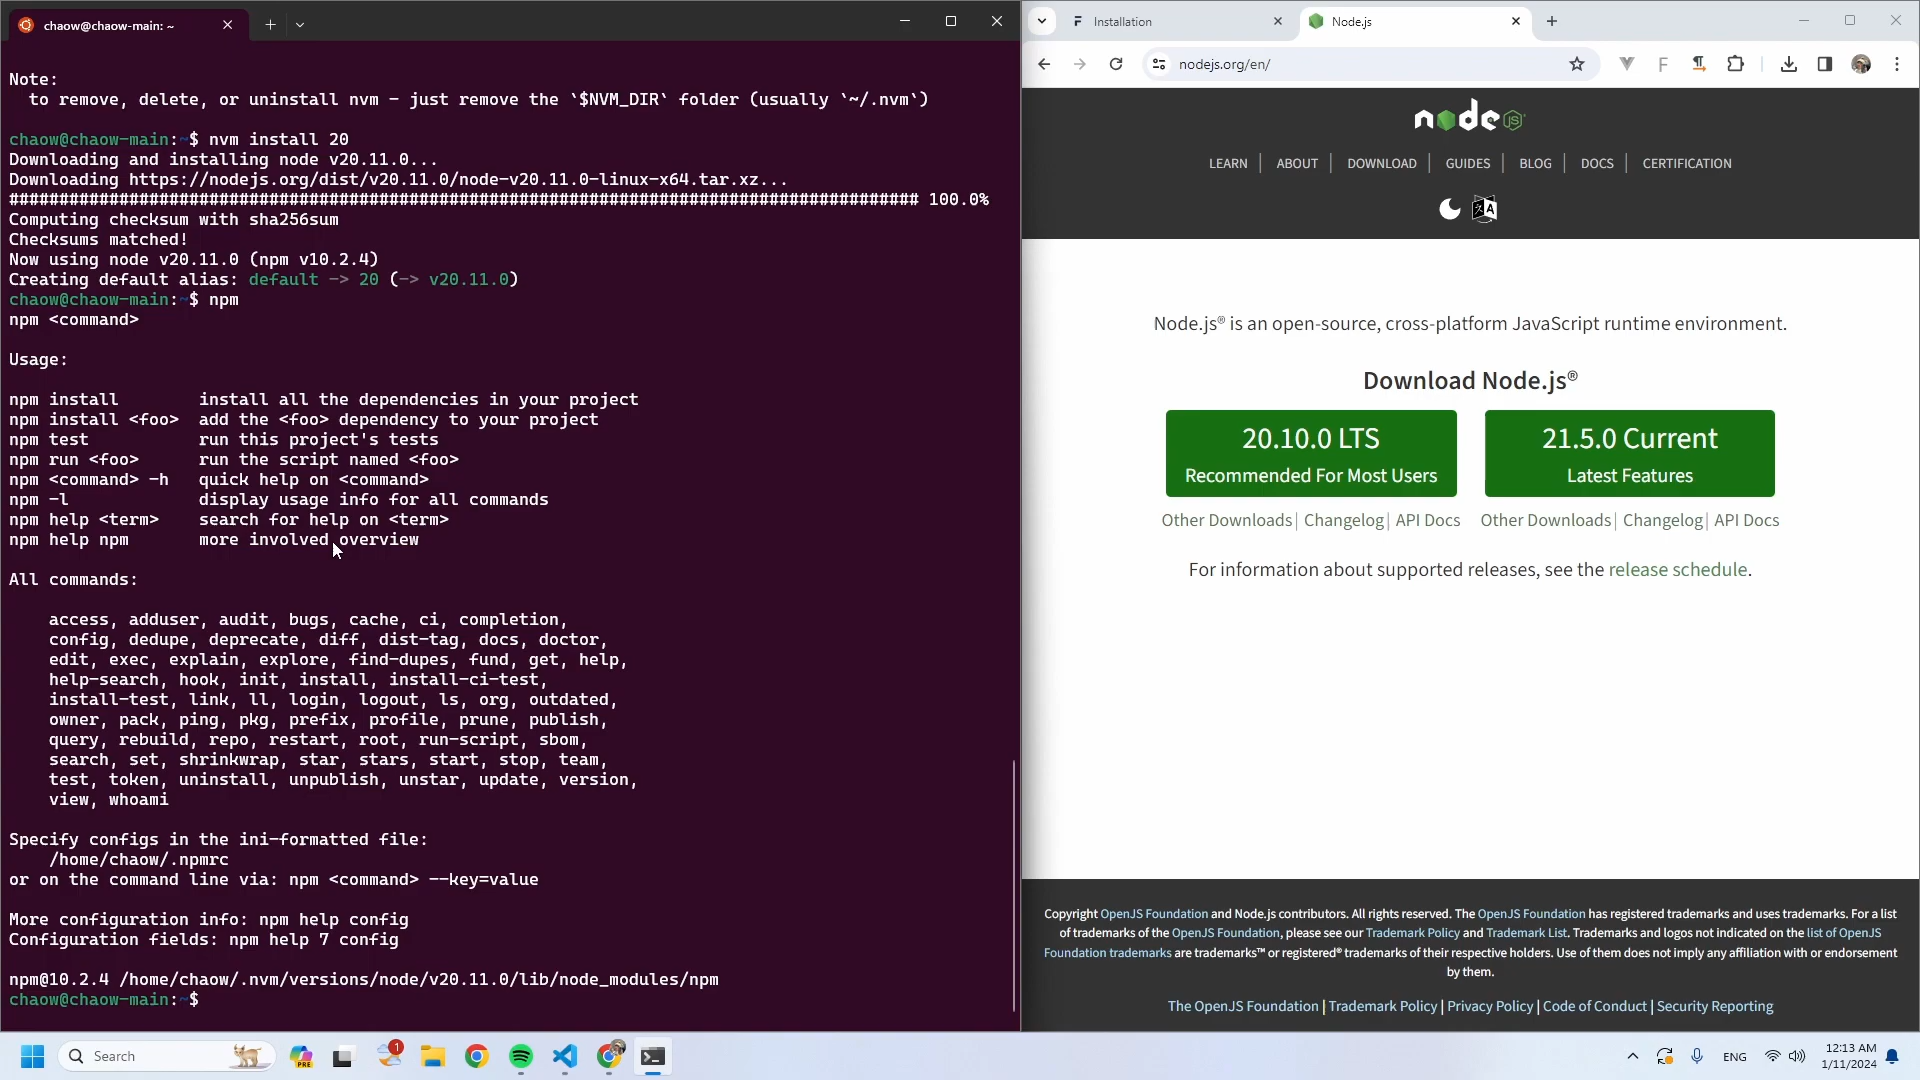 chaow@chaow-main: ~
Note:
to remove, delete, or uninstall nvm - just remove the `$NVM_DIR` folder (usually `~/.nvm`)
chaow@chaow-main:~$ nvm install 20
Downloading and installing node v20.11.0...
Downloading https://nodejs.org/dist/v20.11.0/node-v20.11.0-linux-x64.tar.xz...
########################################################################################### 100.0%
Computing checksum with sha256sum
Checksums matched!
Now using node v20.11.0 (npm v10.2.4)
Creating default alias: default -> 20 (-> v20.11.0)
chaow@chaow-main:~$ npm
npm <command>
Usage:
npm install        install all the dependencies in your project
npm install <foo>  add the <foo> dependency to your project
npm test           run this project's tests
npm run <foo>      run the script named <foo>
npm <command> -h   quick help on <command>
npm -l             display usage info for all commands
npm help <term>    search for help on <term>
npm help npm       more involved overview
All commands:
access, adduser, audit, bugs, cache, ci, completion,
config, dedupe, deprecate, diff, dist-tag, docs, doctor,
edit, exec, explain, explore, find-dupes, fund, get, help,
help-search, hook, init, install, install-ci-test,
install-test, link, ll, login, logout, ls, org, outdated,
owner, pack, ping, pkg, prefix, profile, prune, publish,
query, rebuild, repo, restart, root, run-script, sbom,
search, set, shrinkwrap, star, stars, start, stop, team,
test, token, uninstall, unpublish, unstar, update, version,
view, whoami
Specify configs in the ini-formatted file:
/home/chaow/.npmrc
or on the command line via: npm <command> --key=value
More configuration info: npm help config
Configuration fields: npm help 7 config
npm@10.2.4 /home/chaow/.nvm/versions/node/v20.11.0/lib/node_modules/npm
chaow@chaow-main:~$
Installation
Node.js
nodejs.org/en/
node JS
LEARN | ABOUT | DOWNLOAD | GUIDES | BLOG | DOCS | CERTIFICATION
Node.js® is an open-source, cross-platform JavaScript runtime environment.
Download Node.js®
20.10.0 LTS
Recommended For Most Users
21.5.0 Current
Latest Features
Other Downloads | Changelog | API Docs
Other Downloads | Changelog | API Docs
For information about supported releases, see the release schedule.
Copyright OpenJS Foundation and Node.js contributors. All rights reserved. The OpenJS Foundation has registered trademarks and uses trademarks. For a list
of trademarks of the OpenJS Foundation, please see our Trademark Policy and Trademark List. Trademarks and logos not indicated on the list of OpenJS
Foundation trademarks are trademarks™ or registered® trademarks of their respective holders. Use of them does not imply any affiliation with or endorsement
by them.
The OpenJS Foundation | Trademark Policy | Privacy Policy | Code of Conduct | Security Reporting
Search
PRE
1
ENG
12:13 AM
1/11/2024